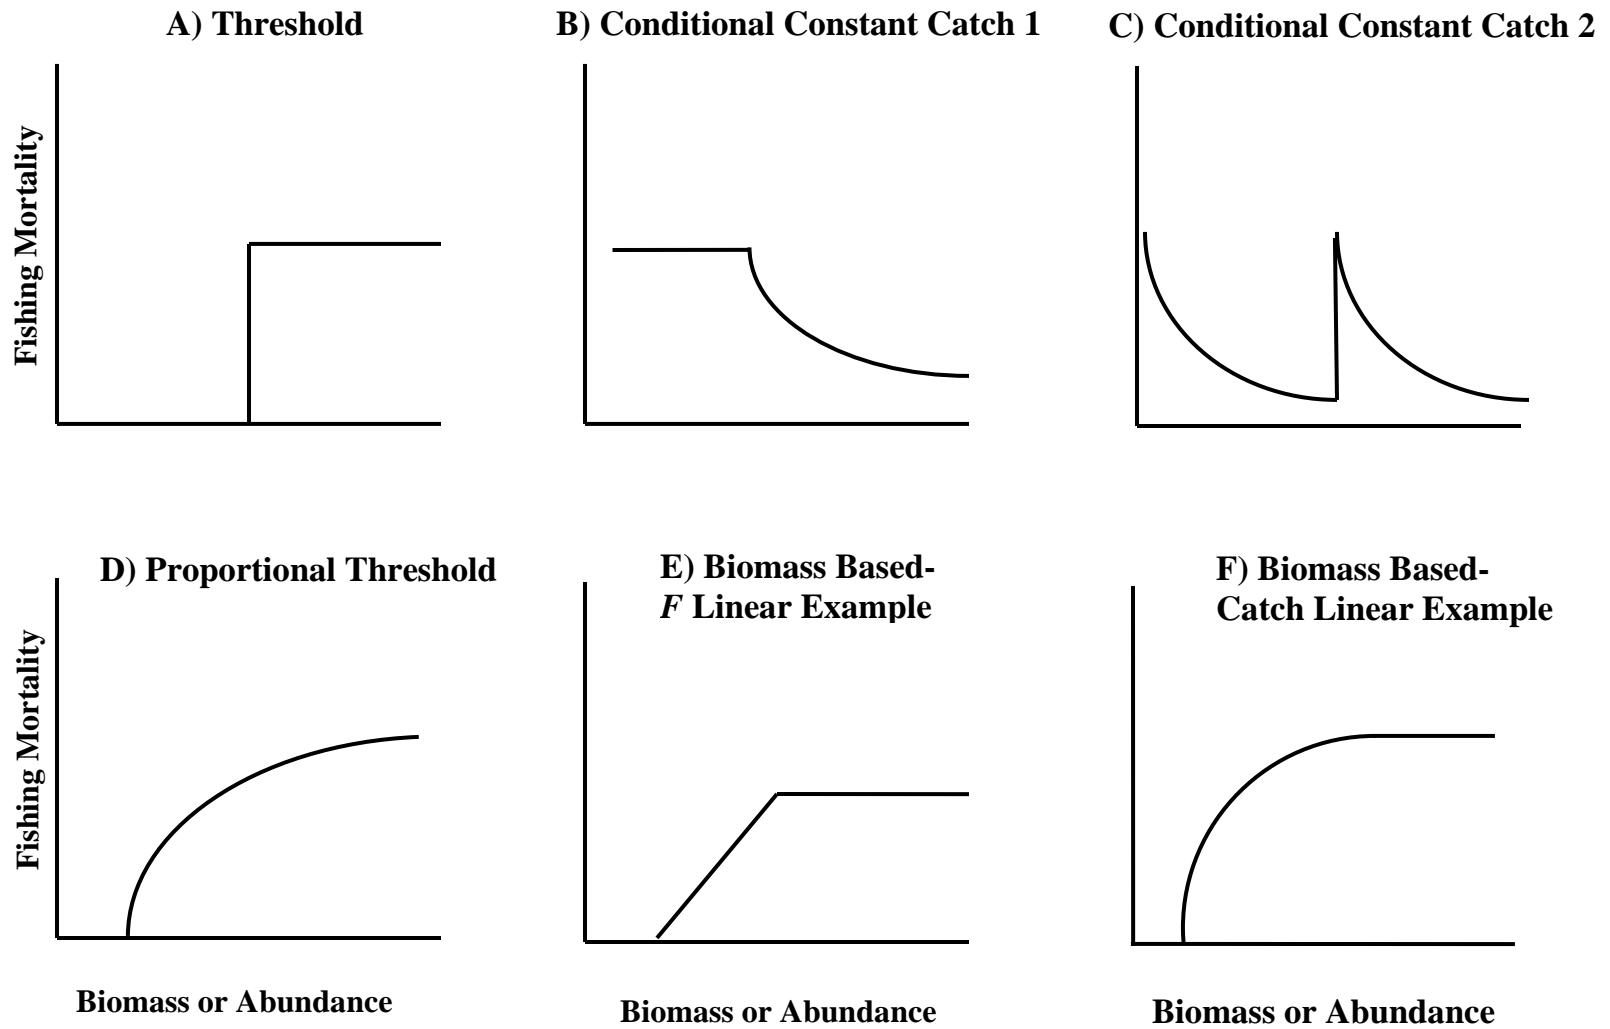 A) Threshold
B) Conditional Constant Catch 1
C) Conditional Constant Catch 2
Fishing Mortality
D) Proportional Threshold
E) Biomass Based-
F Linear Example
F) Biomass Based-
Catch Linear Example
Fishing Mortality
Biomass or Abundance
Biomass or Abundance
Biomass or Abundance